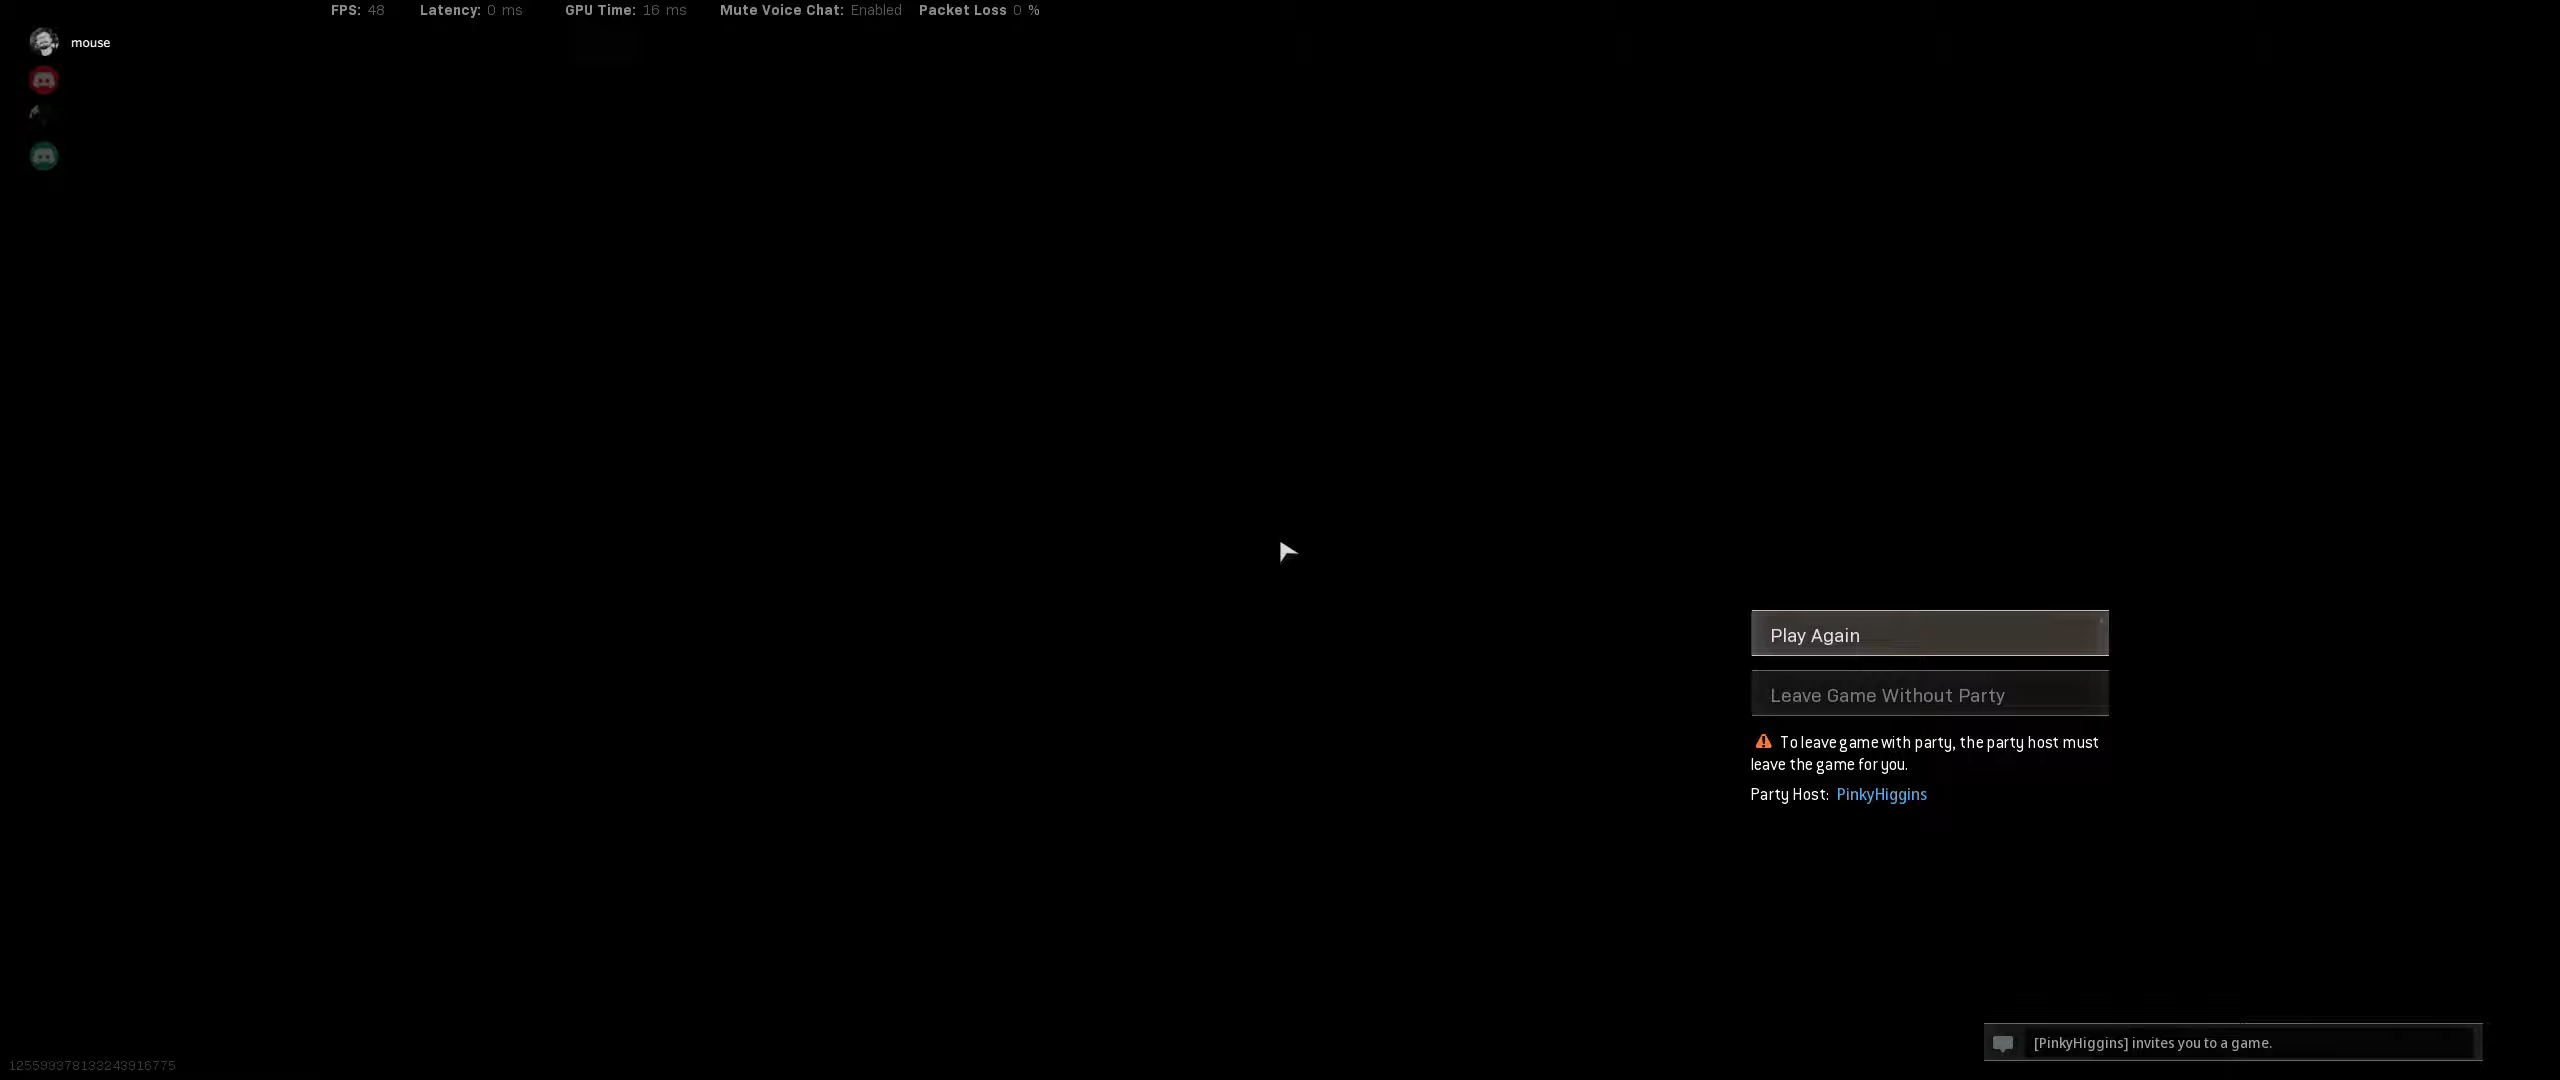 FPS: 48 Latency: 0 ms GPU Time: 16 ms Mute Voice Chat: Enabled Packet Loss 0 %
mouse
Play Again
Leave Game Without Party
To leave game with party, the party host must
leave the game for you.
Party Host: PinkyHiggins
[PinkyHiggins] invites you to a game.
125599378133243916775